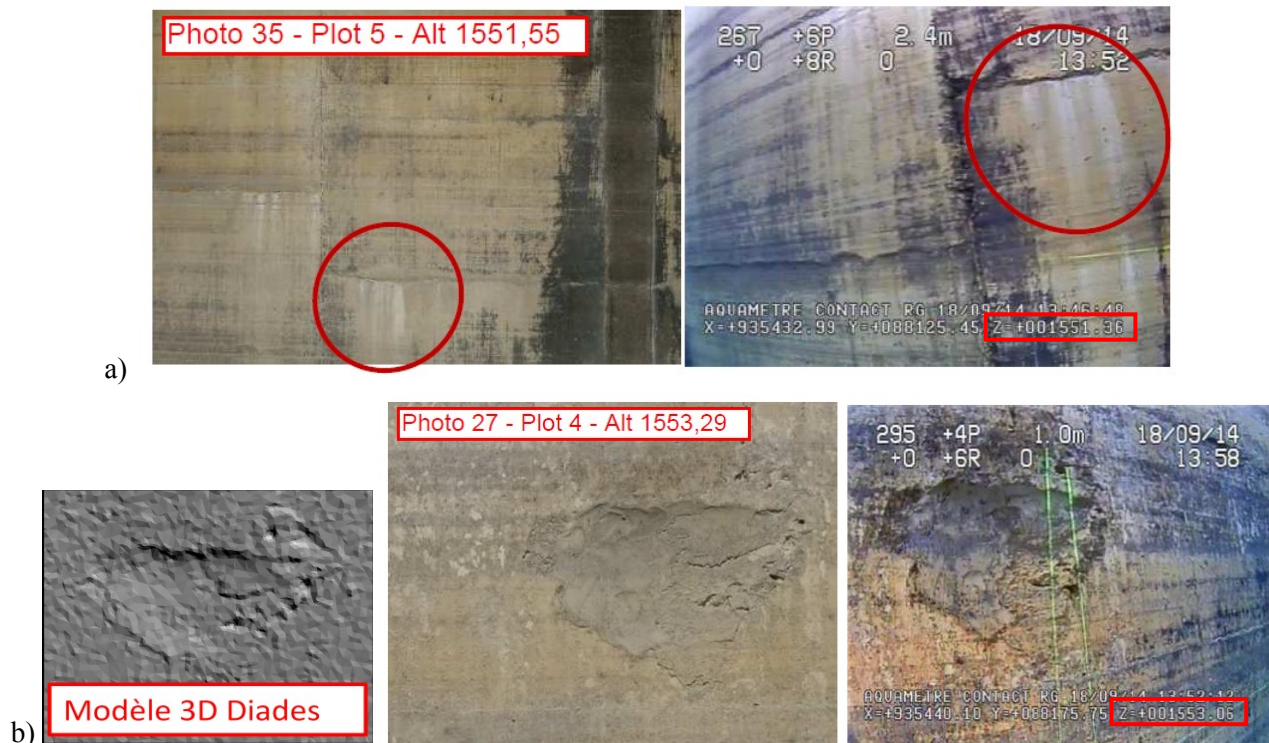 Photo 35 - Plot 5 - Alt 1551,55
267 +6P 2.4m 18/09/14
+0 +8R 0 13:52
AQUAMETRE CONTACT RG 18/09/14 13:46:48
X=+935432.99 Y=+088125.45 Z=+001551.36
a)
Photo 27 - Plot 4 - Alt 1553,29
295 +4P 1.0m 18/09/14
+0 +6R 0 13:58
Modèle 3D Diades
AQUAMETRE CONTACT RG 18/09/14 13:52:12
X=+935440.10 Y=+088175.75 Z=+001553.06
b)